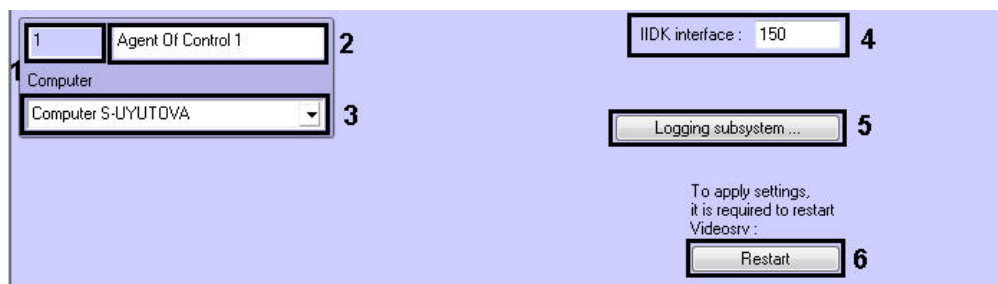 1 Agent Of Control 1 2
1
Computer
Computer S-UYUTOVA 3
IIDK interface : 150 4
Logging subsystem ... 5
To apply settings,
it is required to restart
Videosrv :
Restart 6